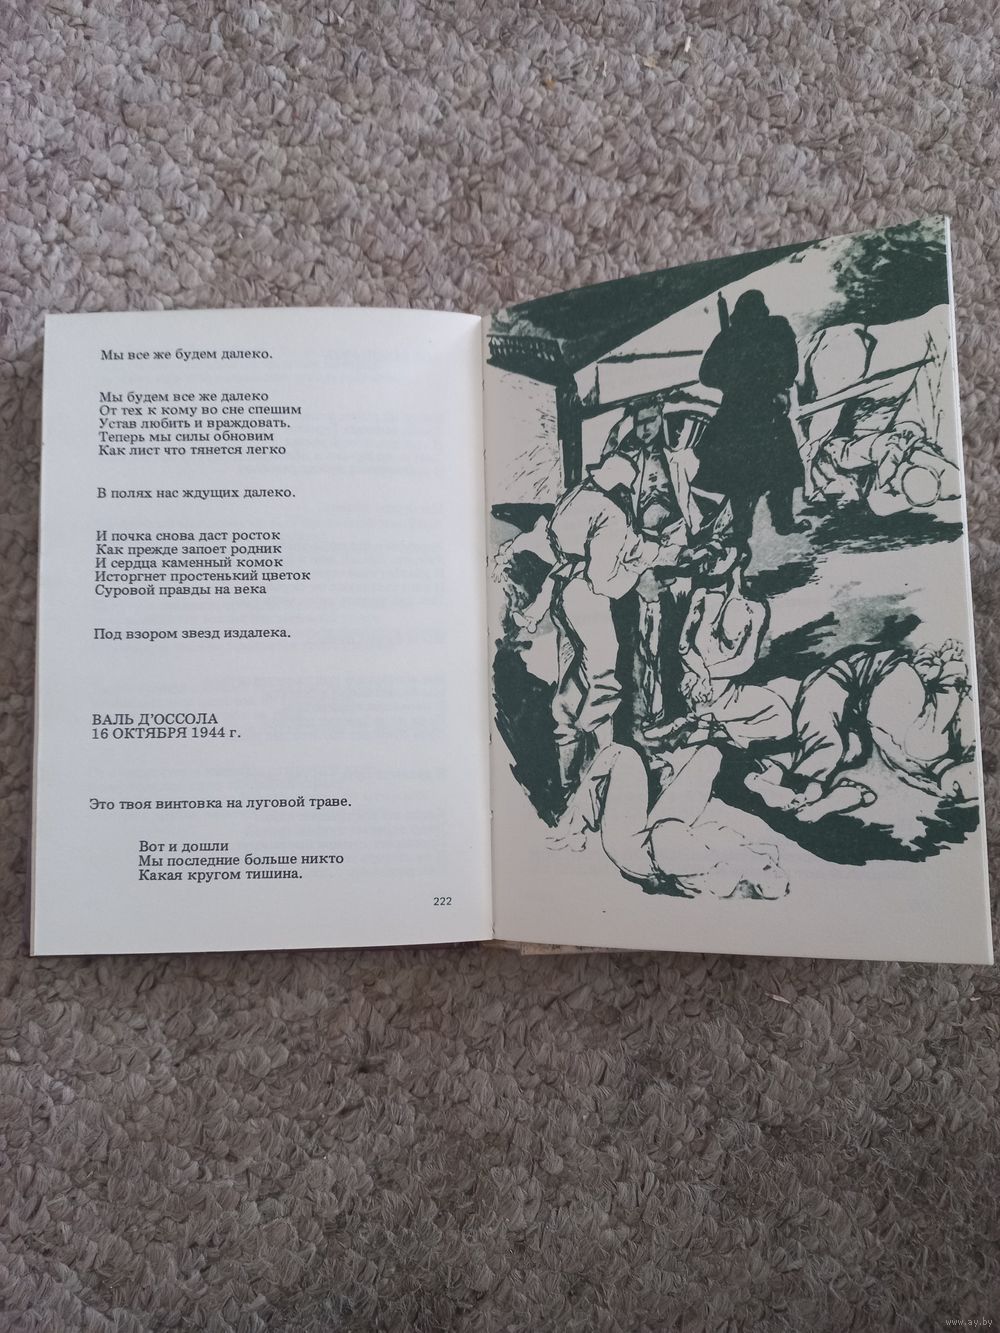 Мы все же будем далеко.
Мы будем все же далеко
От тех к кому во сне спешим
Устав любить и враждовать.
Теперь мы силы обновим
Как лист что тянется легко
В полях нас ждущих далеко.
И почка снова даст росток
Как прежде запоет родник
И сердца каменный комок
Исторгнет простенький цветок
Суровой правды на века
Под взором звезд издалека.
ВАЛЬ Д'ОССОЛА
16 ОКТЯБРЯ 1944 г.
Это твоя винтовка на луговой траве.
Вот и дошли
Мы последние больше никто
Какая кругом тишина.
222
www.ay.by